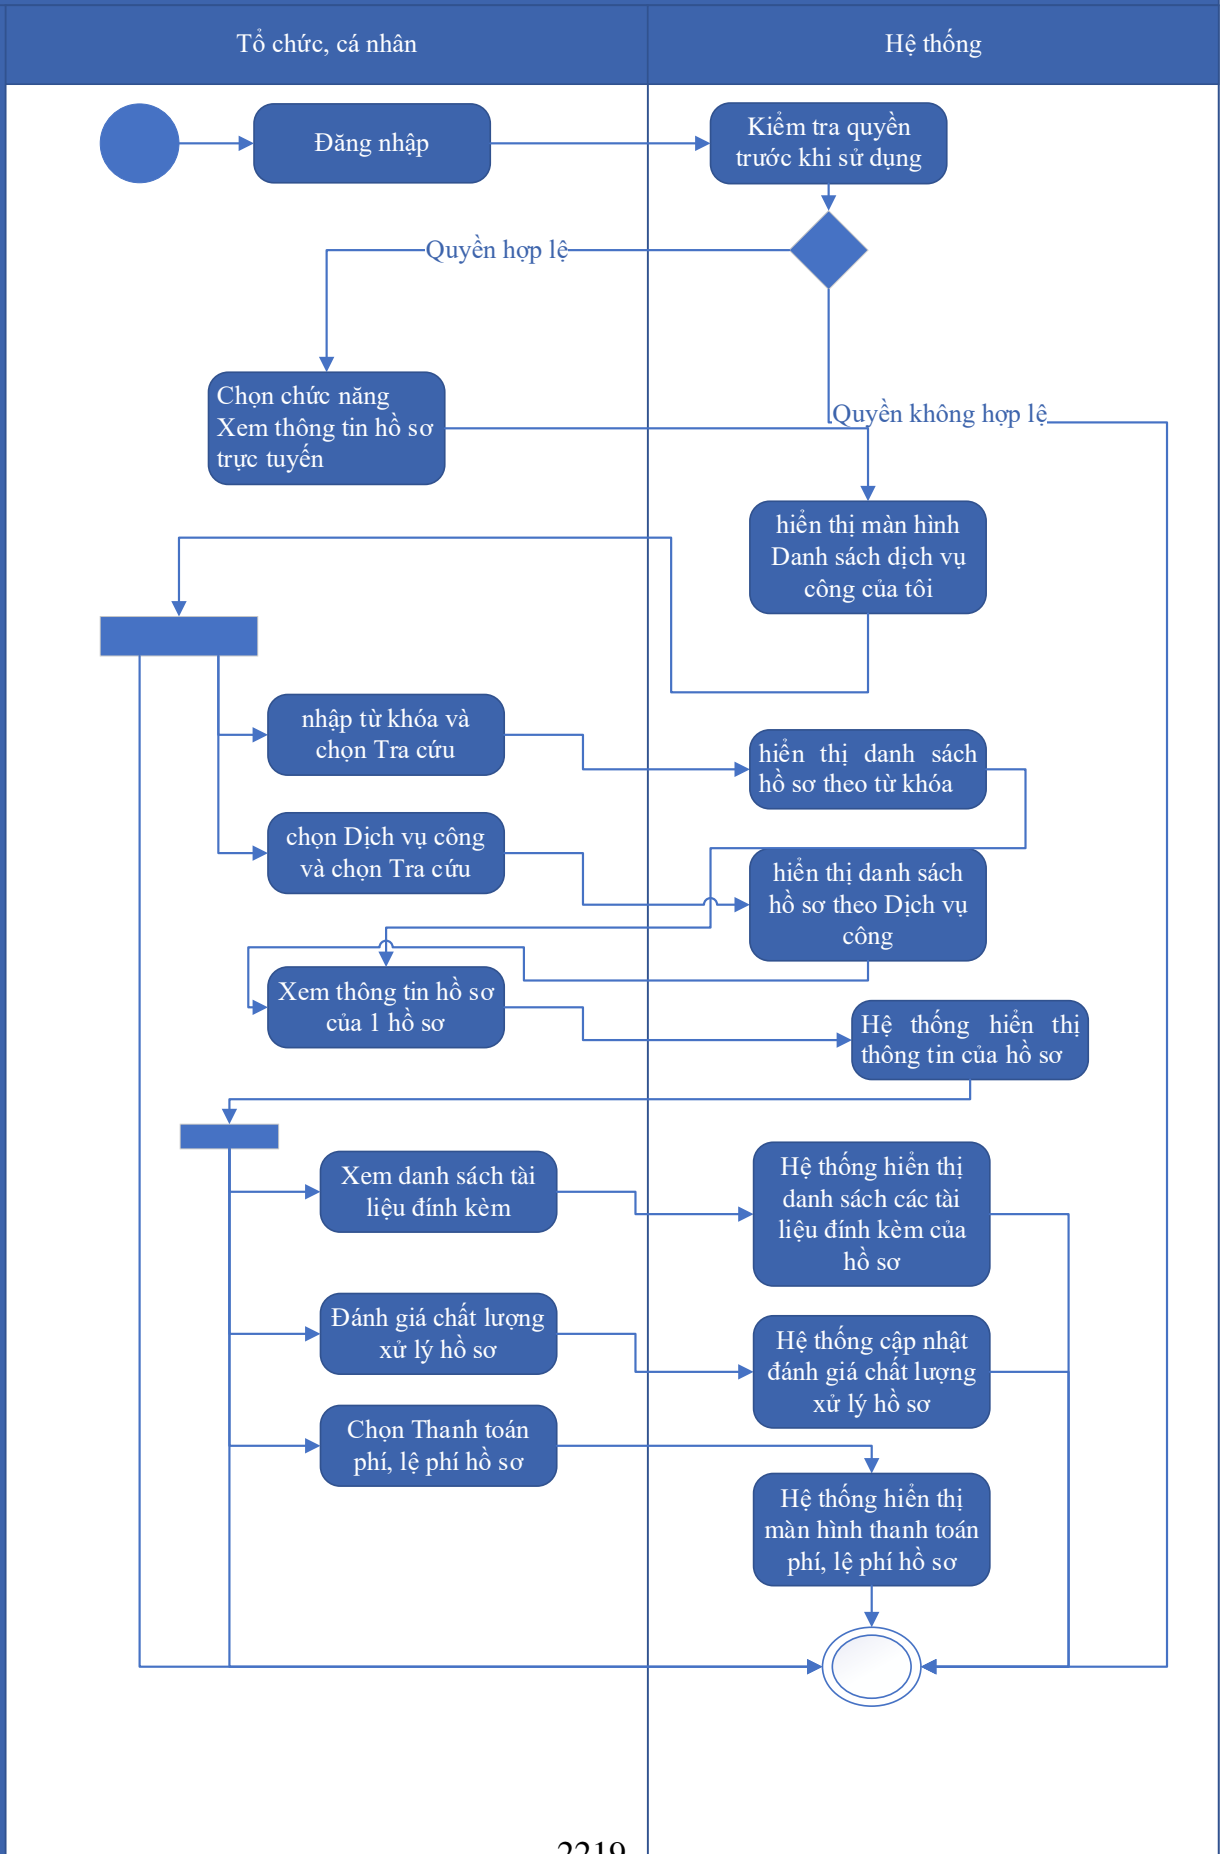 Tổ chức, cá nhân
Hệ thống
Đăng nhập
Kiểm tra quyền
trước khi sử dụng
Quyền hợp lệ
Chọn chức năng
Xem thông tin hồ sơ
trực tuyến
Quyền không hợp lệ
hiển thị màn hình
Danh sách dịch vụ
công của tôi
nhập từ khóa và
chọn Tra cứu
hiển thị danh sách
hồ sơ theo từ khóa
chọn Dịch vụ công
và chọn Tra cứu
hiển thị danh sách
hồ sơ theo Dịch vụ
công
Xem thông tin hồ sơ
của 1 hồ sơ
Hệ thống hiển thị
thông tin của hồ sơ
Xem danh sách tài
liệu đính kèm
Hệ thống hiển thị
danh sách các tài
liệu đính kèm của
hồ sơ
Đánh giá chất lượng
xử lý hồ sơ
Hệ thống cập nhật
đánh giá chất lượng
xử lý hồ sơ
Chọn Thanh toán
phí, lệ phí hồ sơ
Hệ thống hiển thị
màn hình thanh toán
phí, lệ phí hồ sơ
2219